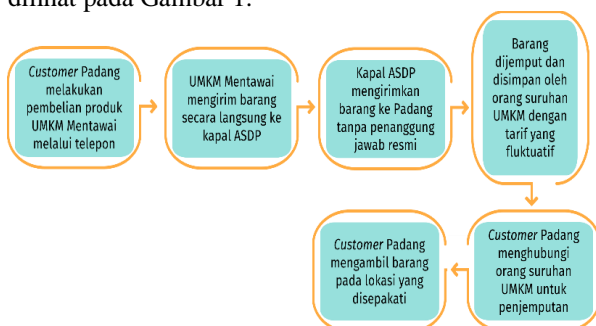 dilihat pada Gambar 1.
Customer Padang
melakukan
pembelian produk
UMKM Mentawai
melalui telepon
UMKM Mentawai
mengirim barang
secara langsung ke
kapal ASDP
Kapal ASDP
mengirimkan
barang ke Padang
tanpa penanggung
jawab resmi
Barang
dijemput dan
disimpan oleh
orang suruhan
UMKM dengan
tarif yang
fluktuatif
Customer Padang
menghubungi
orang suruhan
UMKM untuk
penjemputan
Customer Padang
mengambil barang
pada lokasi yang
disepakati